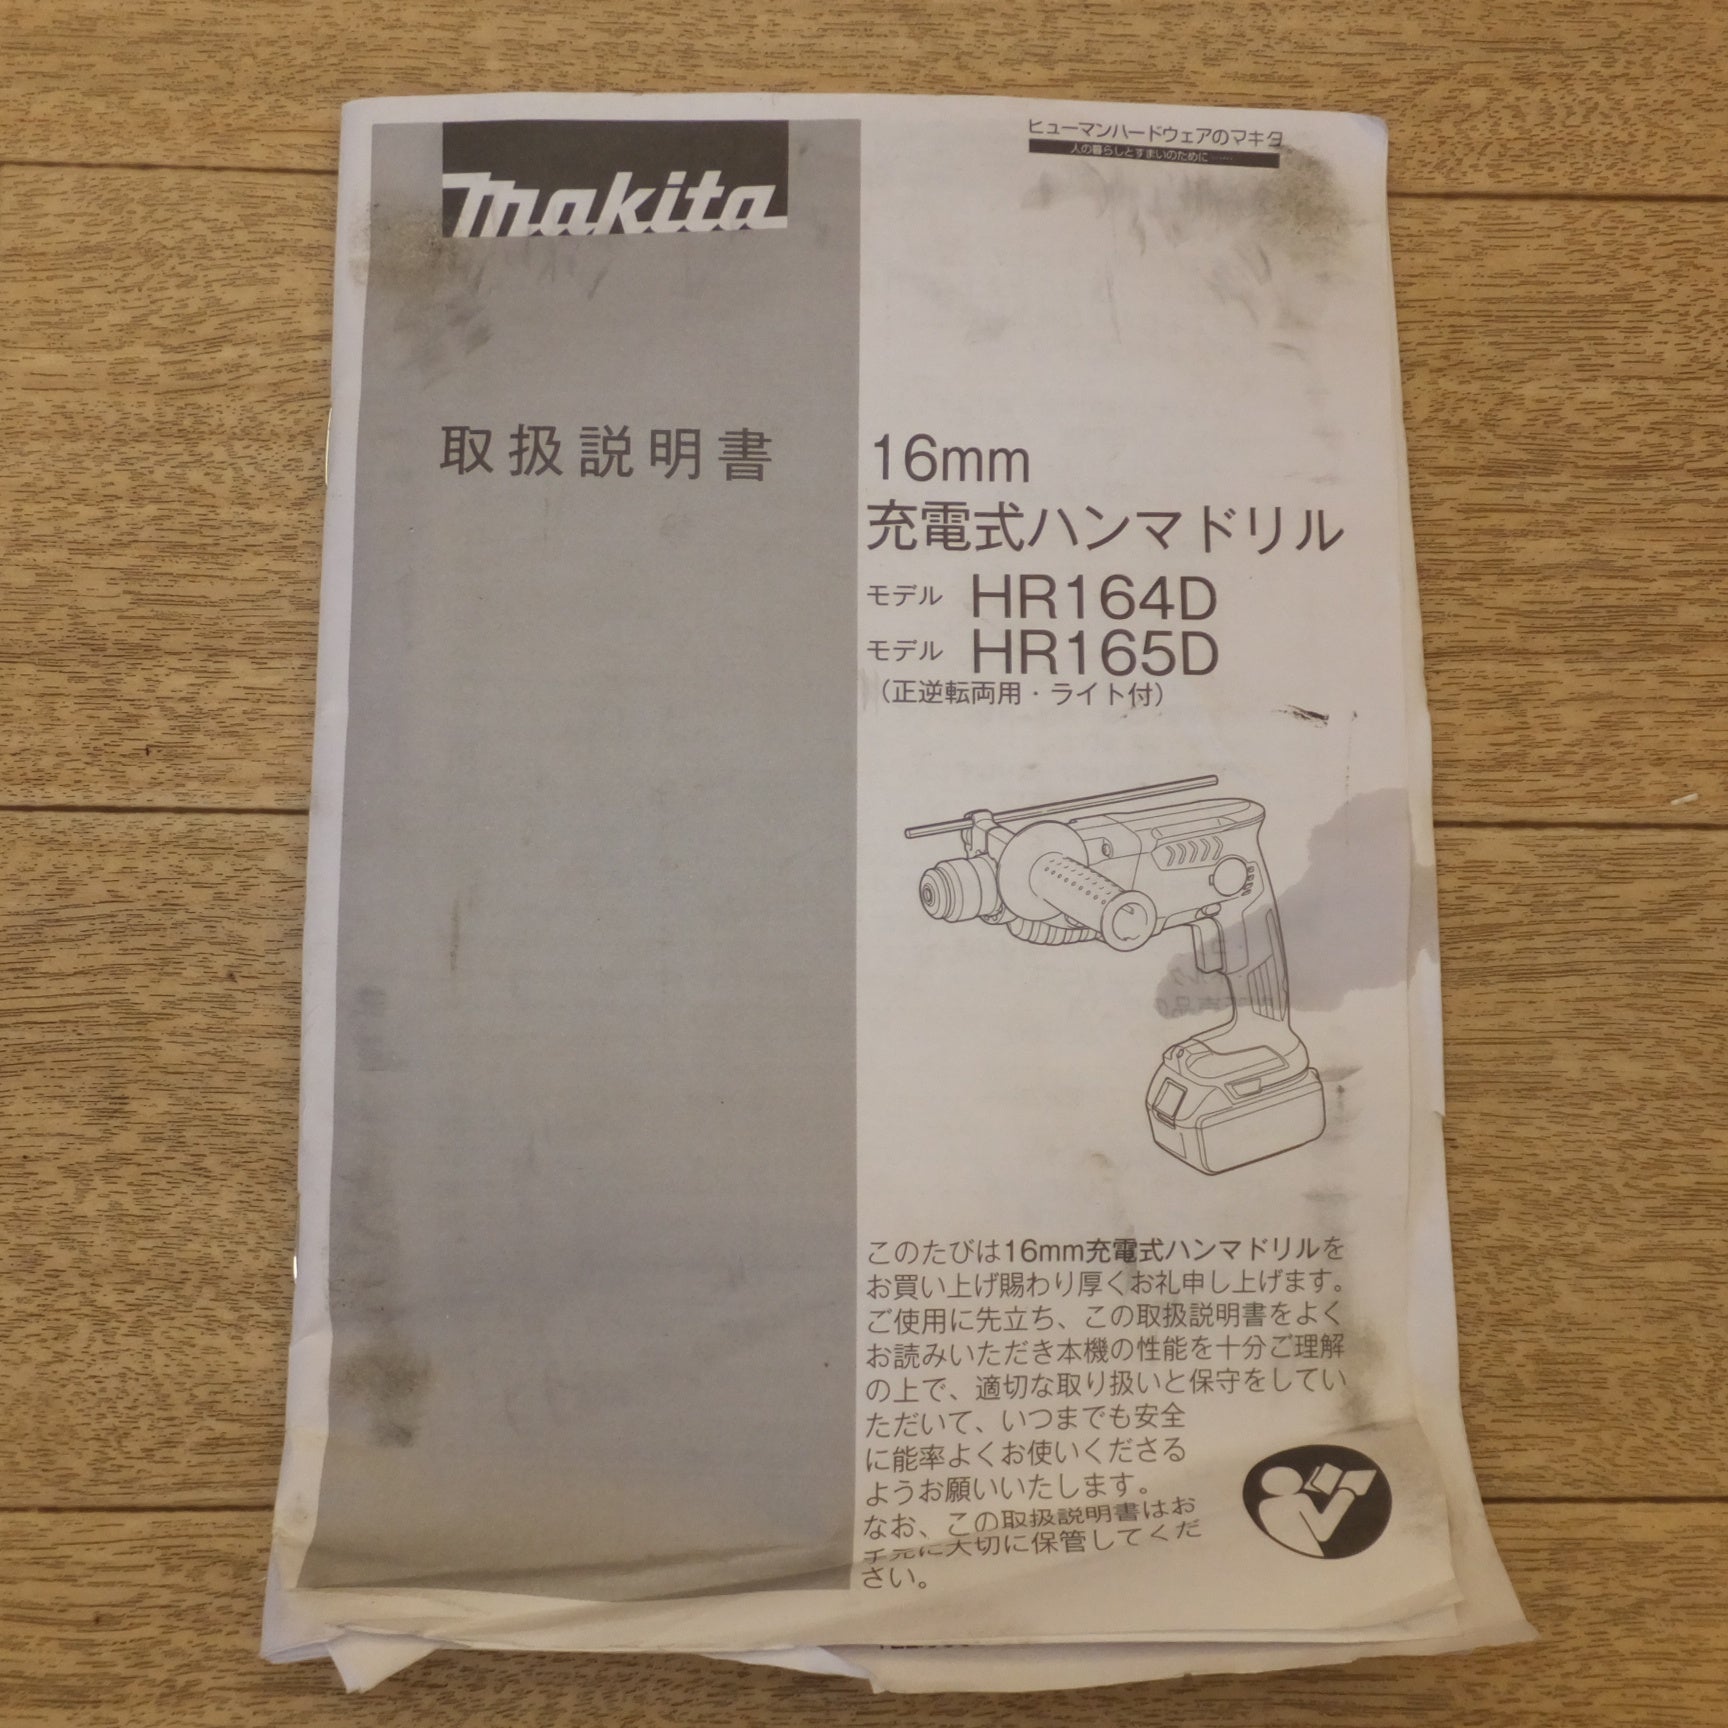 makita
ヒューマンハードウェアのマキタ
人の暮らしとすまいのために……
取扱説明書
16mm
充電式ハンマドリル
モデル HR164D
モデル HR165D
（正逆転両用・ライト付）
このたびは16mm充電式ハンマドリルを
お買い上げ賜わり厚くお礼申し上げます。
ご使用に先立ち、この取扱説明書をよく
お読みいただき本機の性能を十分ご理解
の上で、適切な取り扱いと保守をしてい
ただいて、いつまでも安全
に能率よくお使いくださる
ようお願いいたします。
なお、この取扱説明書はお
手元に大切に保管してくだ
さい。